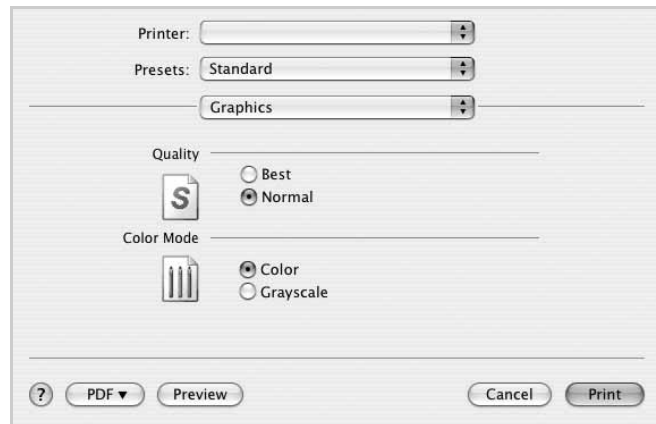 Printer:
Presets: Standard
Graphics
Quality
Best
S
Normal
Color Mode
Color
Grayscale
? PDF ▼ Preview Cancel Print